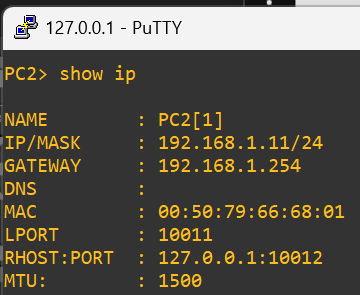 127.0.0.1 - PuTTY
PC2> show ip
NAME : PC2[1]
IP/MASK : 192.168.1.11/24
GATEWAY : 192.168.1.254
DNS :
MAC : 00:50:79:66:68:01
LPORT : 10011
RHOST:PORT : 127.0.0.1:10012
MTU: : 1500